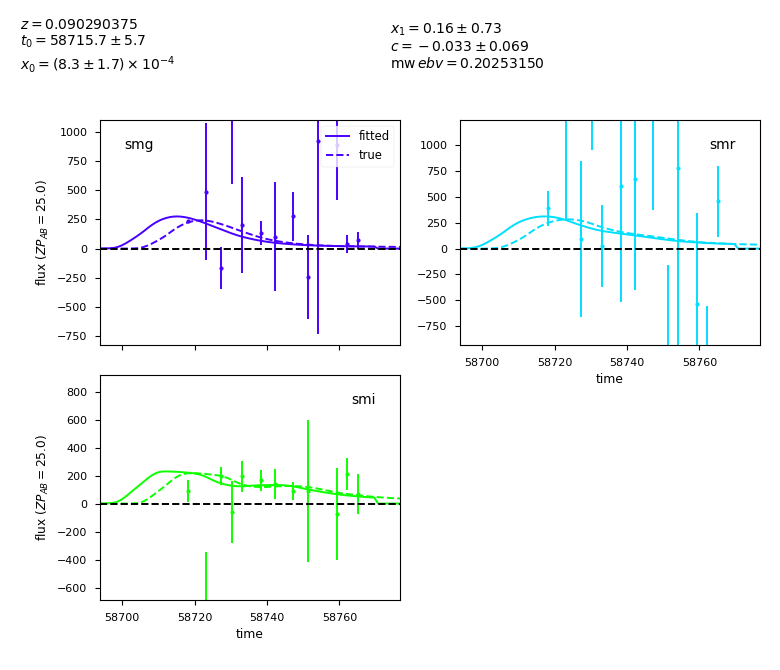 z = 0.090290375
t₀ = 58715.7 ± 5.7
x₀ = (8.3 ± 1.7) × 10⁻⁴
x₁ = 0.16 ± 0.73
c = −0.033 ± 0.069
mw ebv = 0.20253150
smg
fitted
true
1000
750
500
250
0
−250
−500
−750
flux (ZP_AB = 25.0)
smr
1000
750
500
250
0
−250
−500
−750
58700 58720 58740 58760
time
smi
800
600
400
200
0
−200
−400
−600
flux (ZP_AB = 25.0)
58700 58720 58740 58760
time